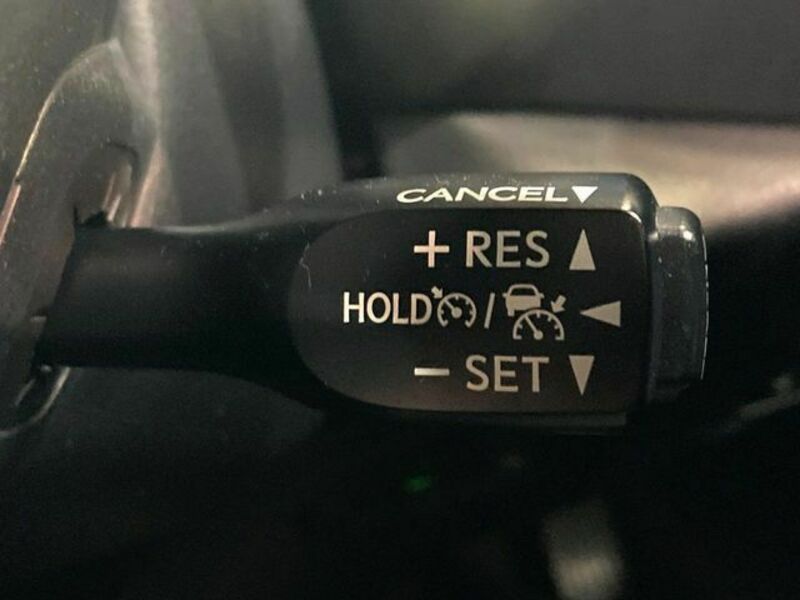 CANCEL▼
+ RES ▲
HOLD / ◀
− SET ▼